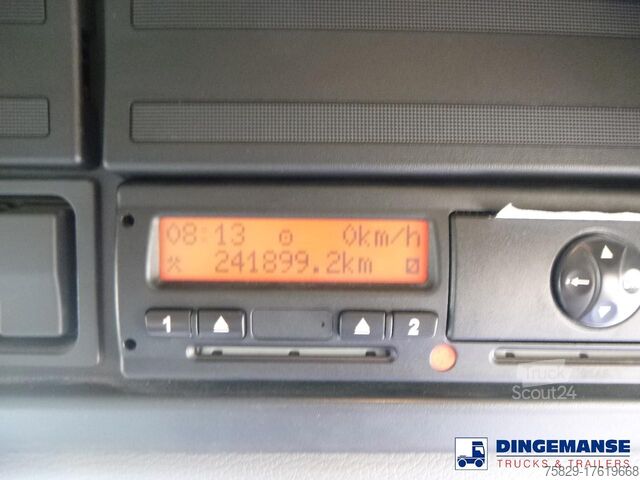 08:13 0km/h
241899.2km
1 2
Truck
Scout24
DINGEMANSE
TRUCKS & TRAILERS
75829-17619668